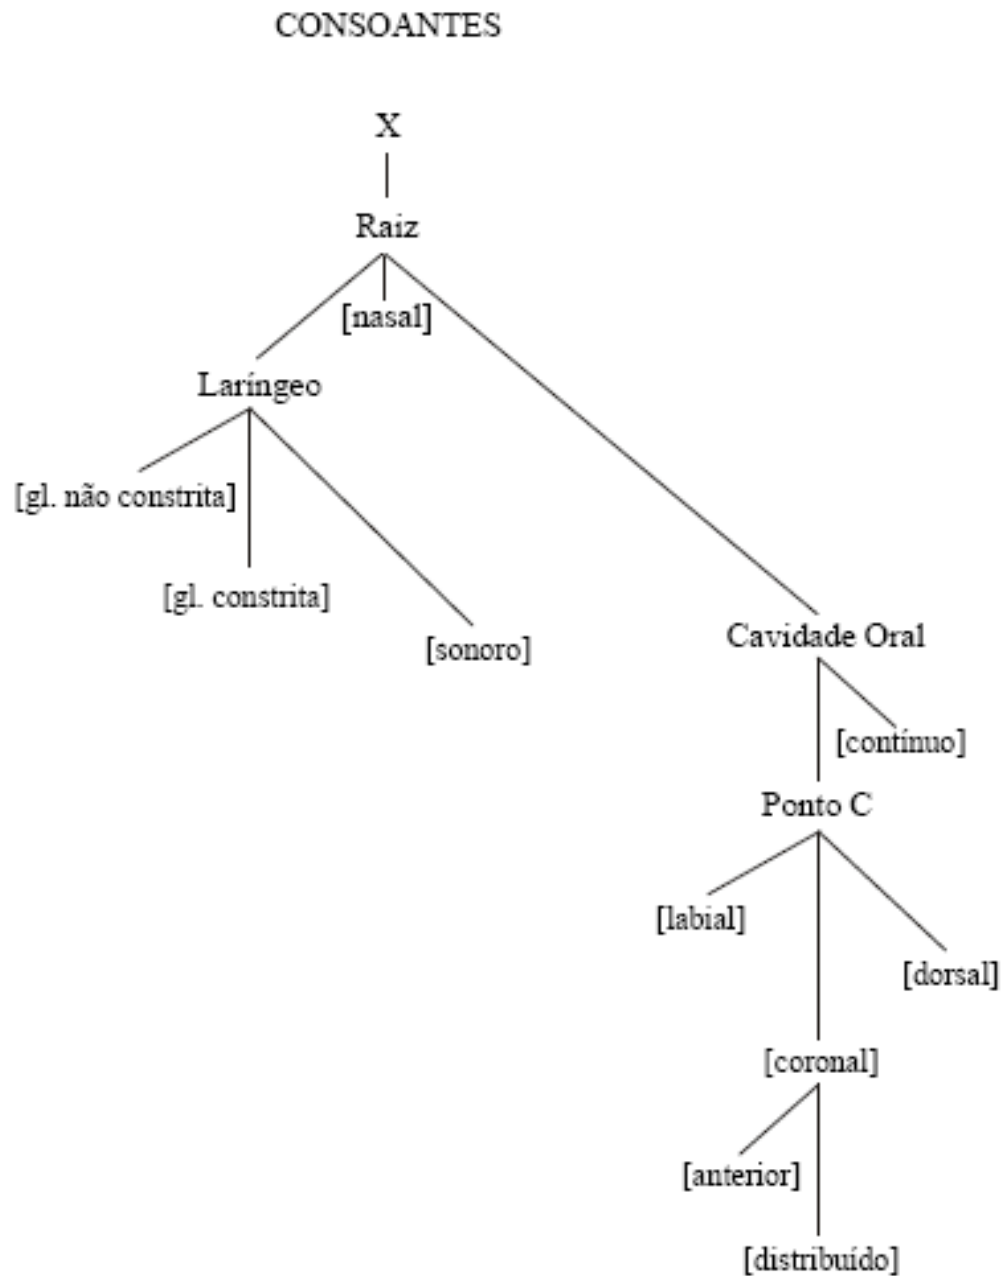 CONSOANTES
X
Raiz
[nasal]
Laríngeo
[gl. não constrita]
[gl. constrita]
[sonoro]
Cavidade Oral
[contínuo]
Ponto C
[labial]
[dorsal]
[coronal]
[anterior]
[distribuído]